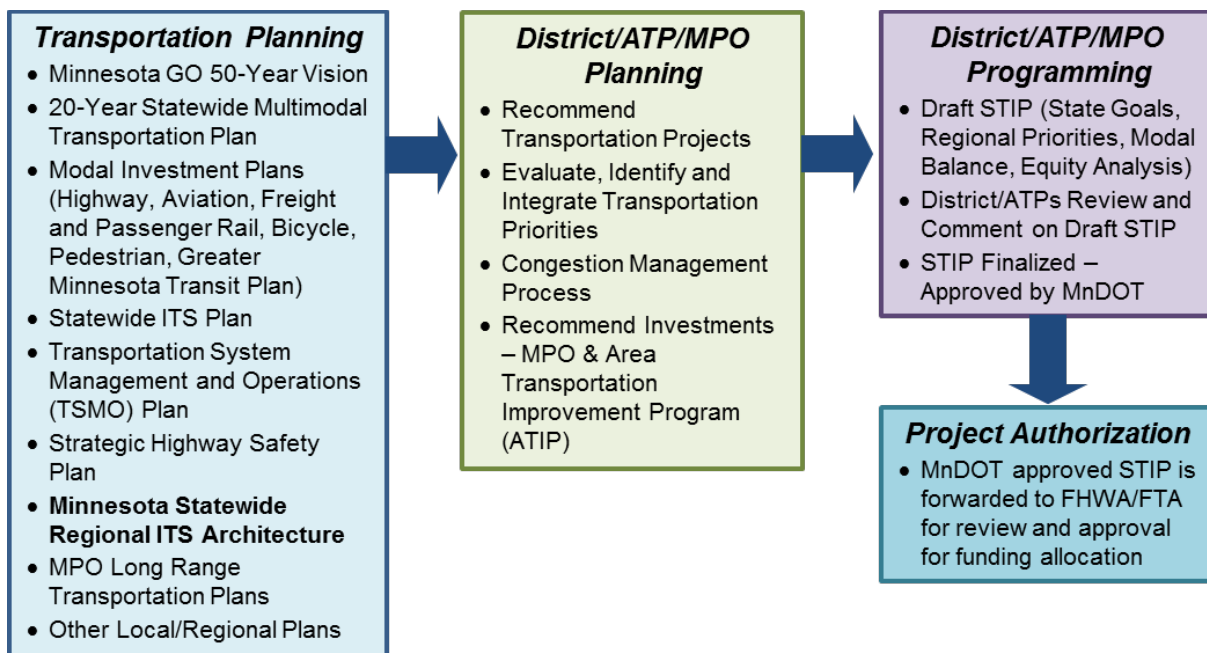 Transportation Planning
• Minnesota GO 50-Year Vision
• 20-Year Statewide Multimodal
Transportation Plan
• Modal Investment Plans
(Highway, Aviation, Freight
and Passenger Rail, Bicycle,
Pedestrian, Greater
Minnesota Transit Plan)
• Statewide ITS Plan
• Transportation System
Management and Operations
(TSMO) Plan
• Strategic Highway Safety
Plan
• Minnesota Statewide
Regional ITS Architecture
• MPO Long Range
Transportation Plans
• Other Local/Regional Plans
District/ATP/MPO
Planning
• Recommend
Transportation Projects
• Evaluate, Identify and
Integrate Transportation
Priorities
• Congestion Management
Process
• Recommend Investments
– MPO & Area
Transportation
Improvement Program
(ATIP)
District/ATP/MPO
Programming
• Draft STIP (State Goals,
Regional Priorities, Modal
Balance, Equity Analysis)
• District/ATPs Review and
Comment on Draft STIP
• STIP Finalized –
Approved by MnDOT
Project Authorization
• MnDOT approved STIP is
forwarded to FHWA/FTA
for review and approval
for funding allocation